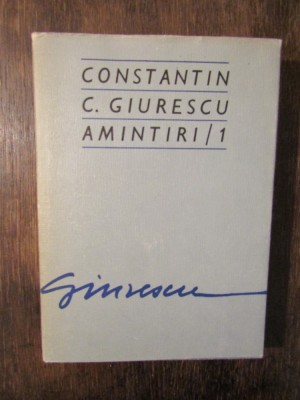 CONSTANTIN
C. GIURESCU
AMINTIRI/1
Giurescu